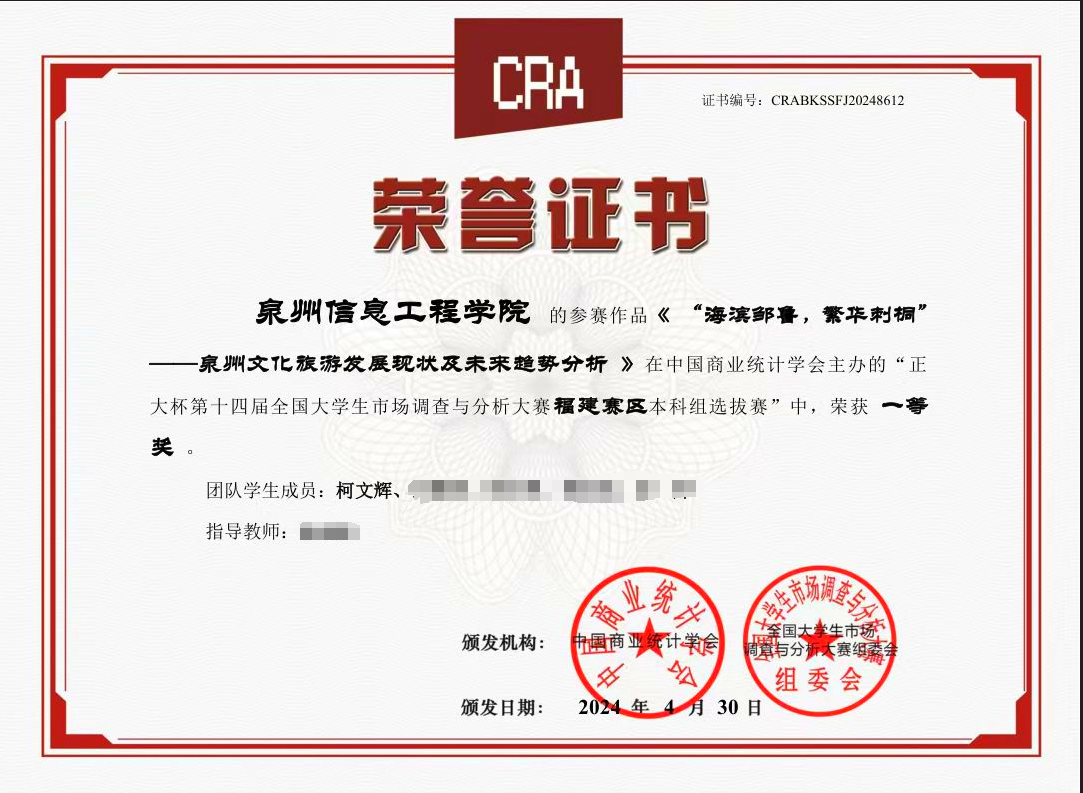 CRA
证书编号：CRABKSSFJ20248612
荣誉证书
泉州信息工程学院 的参赛作品《 “海滨邹鲁，繁华刺桐”
——泉州文化旅游发展现状及未来趋势分析 》在中国商业统计学会主办的“正
大杯第十四届全国大学生市场调查与分析大赛福建赛区本科组选拔赛”中，荣获 一等
奖 。
团队学生成员：柯文辉、
指导教师：
颁发机构：
中国商业统计学会
中国商业统计学会
全国大学生市场调查与分析大赛
全国大学生市场
调查与分析大赛组委会
组委会
颁发日期： 2024 年 4 月 30 日